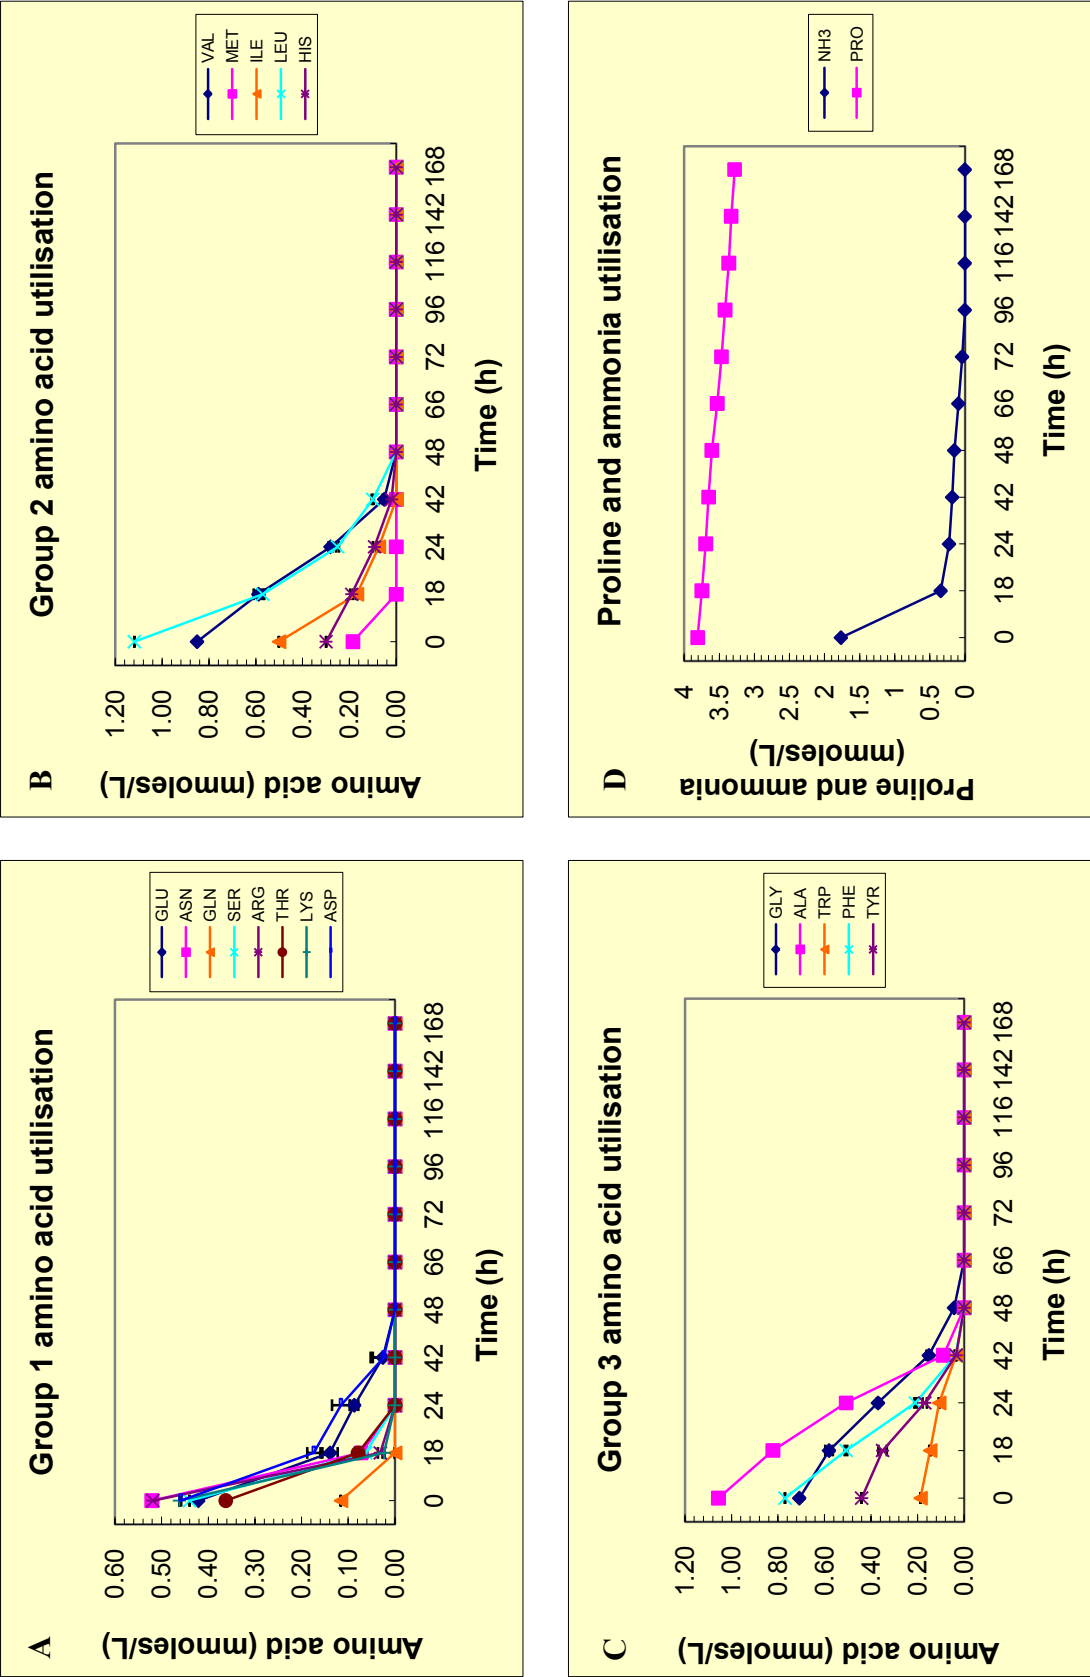 A
Group 1 amino acid utilisation
Amino acid (mmoles/L)
0.60
0.50
0.40
0.30
0.20
0.10
0.00
0 18 24 42 48 66 72 96 116 142 168
Time (h)
GLU
ASN
GLN
SER
ARG
THR
LYS
ASP
B
Group 2 amino acid utilisation
Amino acid (mmoles/L)
1.20
1.00
0.80
0.60
0.40
0.20
0.00
0 18 24 42 48 66 72 96 116 142 168
Time (h)
VAL
MET
ILE
LEU
HIS
C
Group 3 amino acid utilisation
Amino acid (mmoles/L)
1.20
1.00
0.80
0.60
0.40
0.20
0.00
0 18 24 42 48 66 72 96 116 142 168
Time (h)
GLY
ALA
TRP
PHE
TYR
D
Proline and ammonia utilisation
Proline and ammonia
(mmoles/L)
4
3.5
3
2.5
2
1.5
1
0.5
0
0 18 24 42 48 66 72 96 116 142 168
Time (h)
NH3
PRO